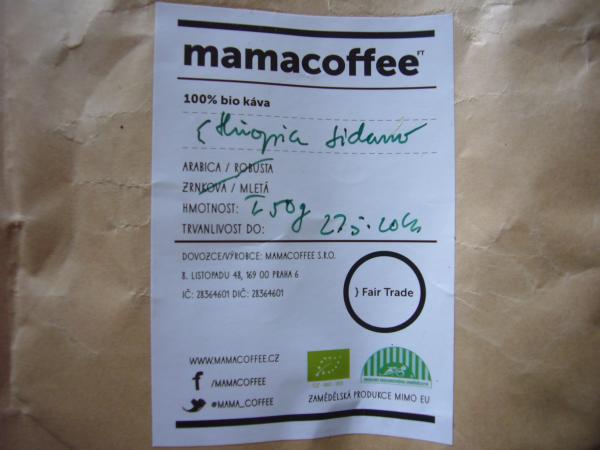 mamacoffee FT
100% bio káva
Ethiopia Sidamo
ARABICA / ROBUSTA
ZRNKOVÁ / MLETÁ
HMOTNOST: 250g
TRVANLIVOST DO: 27.5.
DOVOZCE/VÝROBCE: MAMACOFFEE S.R.O.
8. LISTOPADU 48, 169 00 PRAHA 6
IČ: 28364601 DIČ: 28364601
} Fair Trade
WWW.MAMACOFFEE.CZ
f /MAMACOFFEE
@MAMA_COFFEE
ZAMĚDĚLSKÁ PRODUKCE MIMO EU